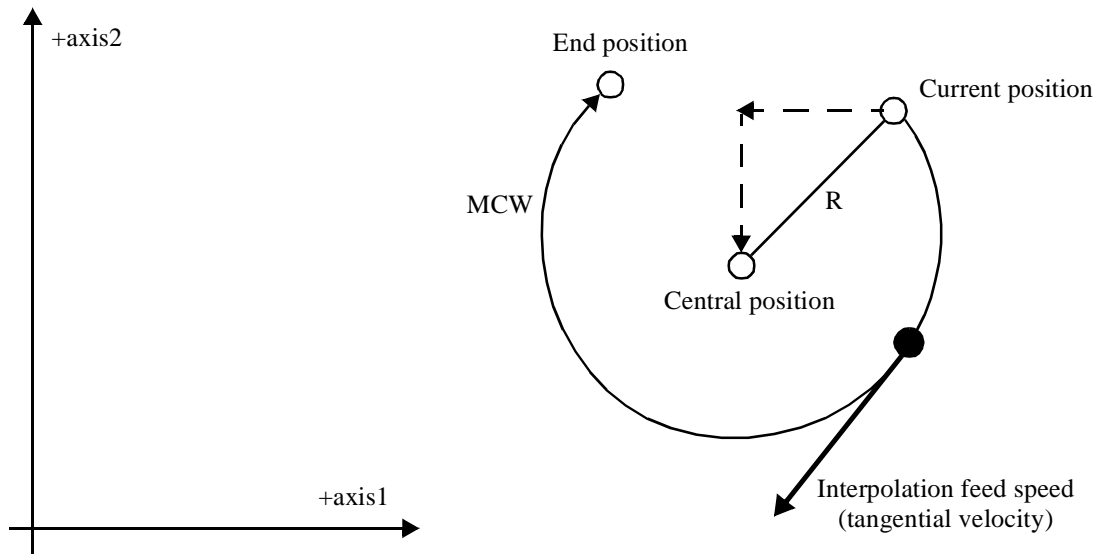 +axis2
End position
Current position
MCW
R
Central position
+axis1
Interpolation feed speed
(tangential velocity)